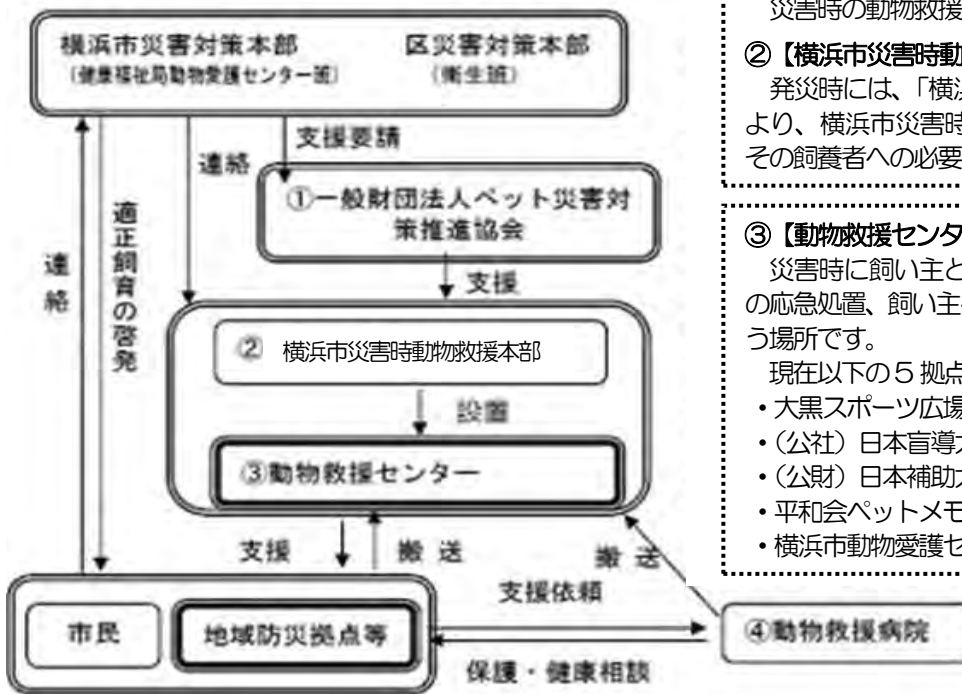 横浜市災害対策本部
(健康福祉局動物愛護センター班)
区災害対策本部
(衛生班)
支援要請
連絡
①一般財団法人ペット災害対
策推進協会
連絡
適正飼育の啓発
支援
② 横浜市災害時動物救援本部
設置
③動物救援センター
支援
搬送
搬送
支援依頼
市民
地域防災拠点等
④動物救援病院
保護・健康相談
災害時の動物救援
②【横浜市災害時動
発災時には、「横浜
より、横浜市災害時
その飼養者への必要
③【動物救援センタ
災害時に飼い主と
の応急処置、飼い主
う場所です。
現在以下の5拠点
・大黒スポーツ広場
・(公社)日本盲導
・(公財)日本補助
・平和会ペットメモ
・横浜市動物愛護セ